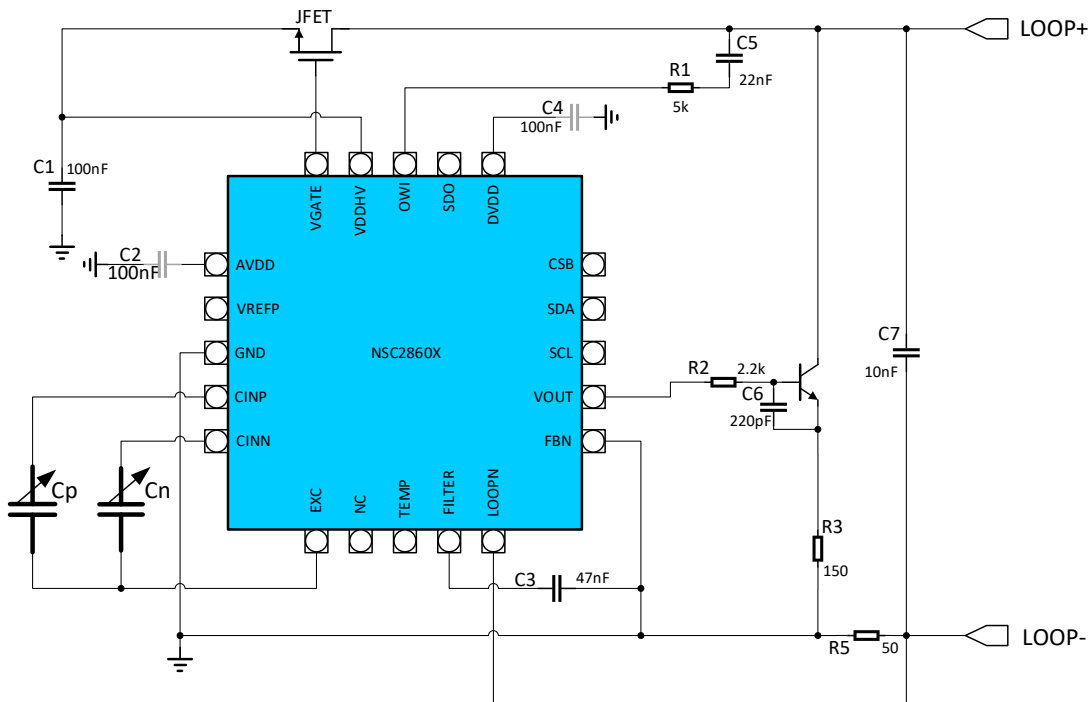 JFET
LOOP+
C5
22nF
R1
5k
C4
100nF
C1
100nF
VGATE
VDDHV
OWI
SDO
DVDD
C2
100nF
AVDD
CSB
VREFP
SDA
GND
NSC2860X
SCL
C7
10nF
R2
2.2k
CINP
VOUT
C6
220pF
CINN
FBN
Cp
Cn
EXC
NC
TEMP
FILTER
LOOPN
R3
150
C3
47nF
R5
50
LOOP-